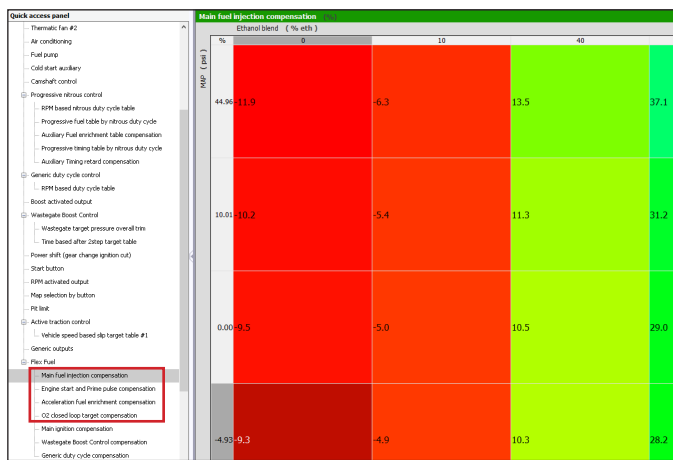 Quick access panel
Thermatic fan #2
Air conditioning
Fuel pump
Cold start auxiliary
Camshaft control
Progressive nitrous control
RPM based nitrous duty cycle table
Progressive fuel table by nitrous duty cycle
Auxiliary Fuel enrichment table compensation
Progressive timing table by nitrous duty cycle
Auxiliary Timing retard compensation
Generic duty cycle control
RPM based duty cycle table
Boost activated output
Wastegate Boost Control
Wastegate target pressure overall trim
Time based after 2step target table
Power shift (gear change ignition cut)
Start button
RPM activated output
Map selection by button
Pit limit
Active traction control
Vehicle speed based slip target table #1
Generic outputs
Flex Fuel
Main fuel injection compensation
Engine start and Prime pulse compensation
Acceleration fuel enrichment compensation
O2 closed loop target compensation
Main ignition compensation
Wastegate Boost Control compensation
Generic duty cycle compensation
Main fuel injection compensation (%)
Ethanol blend ( % eth )
% 0 10 40
MAP ( psi )
44.96 -11.9 -6.3 13.5 37.1
10.01 -10.2 -5.4 11.3 31.2
0.00 -9.5 -5.0 10.5 29.0
-4.93 -9.3 -4.9 10.3 28.2